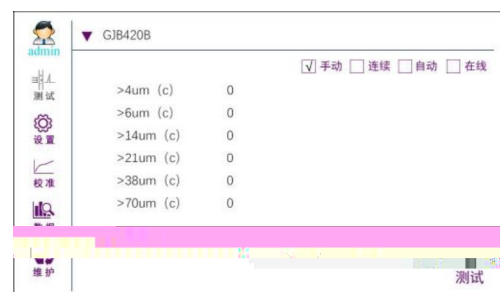 GJB420B
admin
√ 手动 连续 自动 在线
测试
>4um (c) 0
>6um (c) 0
设置
>14um (c) 0
>21um (c) 0
校准
>38um (c) 0
>70um (c) 0
维护
测试